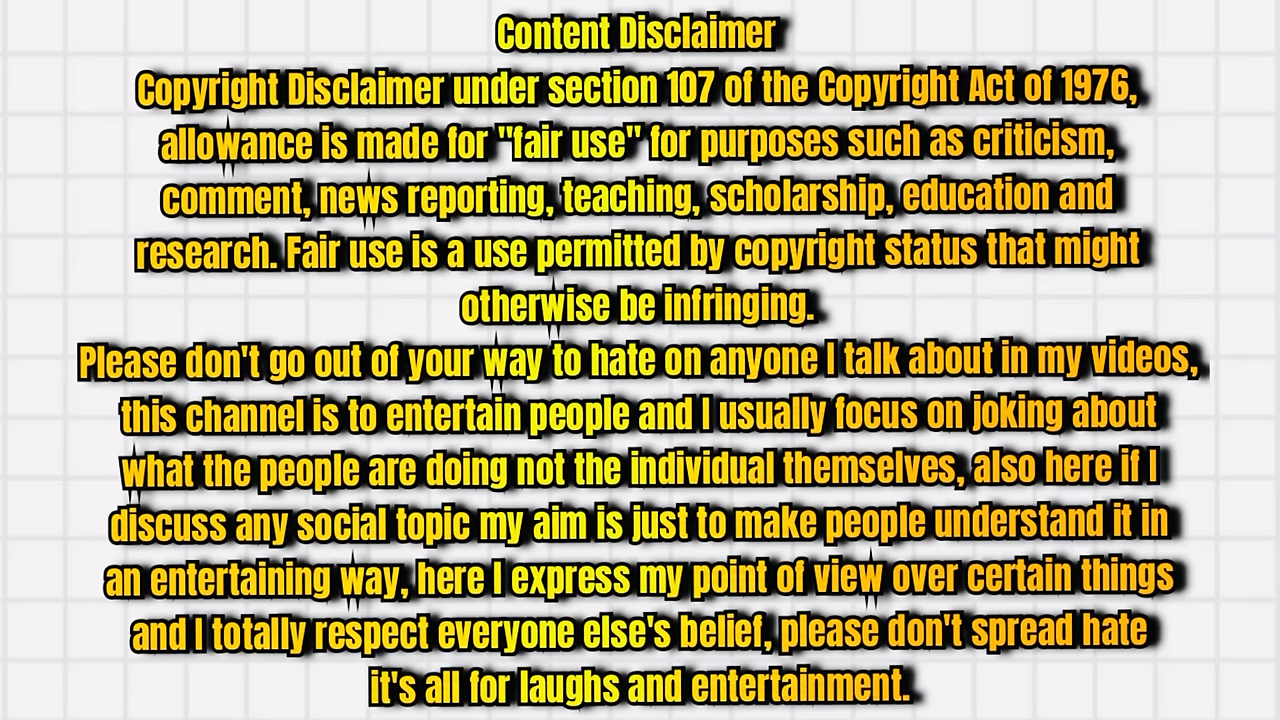 Content Disclaimer
Copyright Disclaimer under section 107 of the Copyright Act of 1976,
allowance is made for "fair use" for purposes such as criticism,
comment, news reporting, teaching, scholarship, education and
research. Fair use is a use permitted by copyright status that might
otherwise be infringing.
Please don't go out of your way to hate on anyone I talk about in my videos,
this channel is to entertain people and I usually focus on joking about
what the people are doing not the individual themselves, also here if I
discuss any social topic my aim is just to make people understand it in
an entertaining way, here I express my point of view over certain things
and I totally respect everyone else's belief, please don't spread hate
it's all for laughs and entertainment.